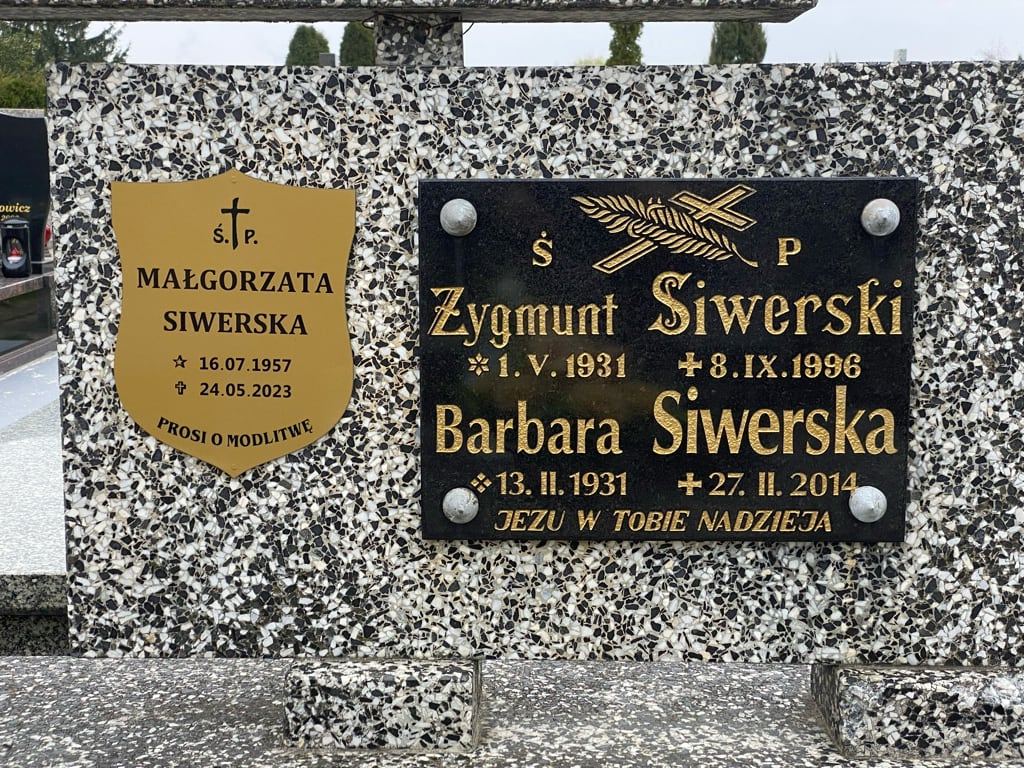 Ś. P.
MAŁGORZATA
SIWERSKA
16.07.1957
24.05.2023
PROSI O MODLITWĘ
Ś P
Zygmunt Siwerski
1. V. 1931 8. IX. 1996
Barbara Siwerska
13. II. 1931 27. II. 2014
JEZU W TOBIE NADZIEJA
owicz